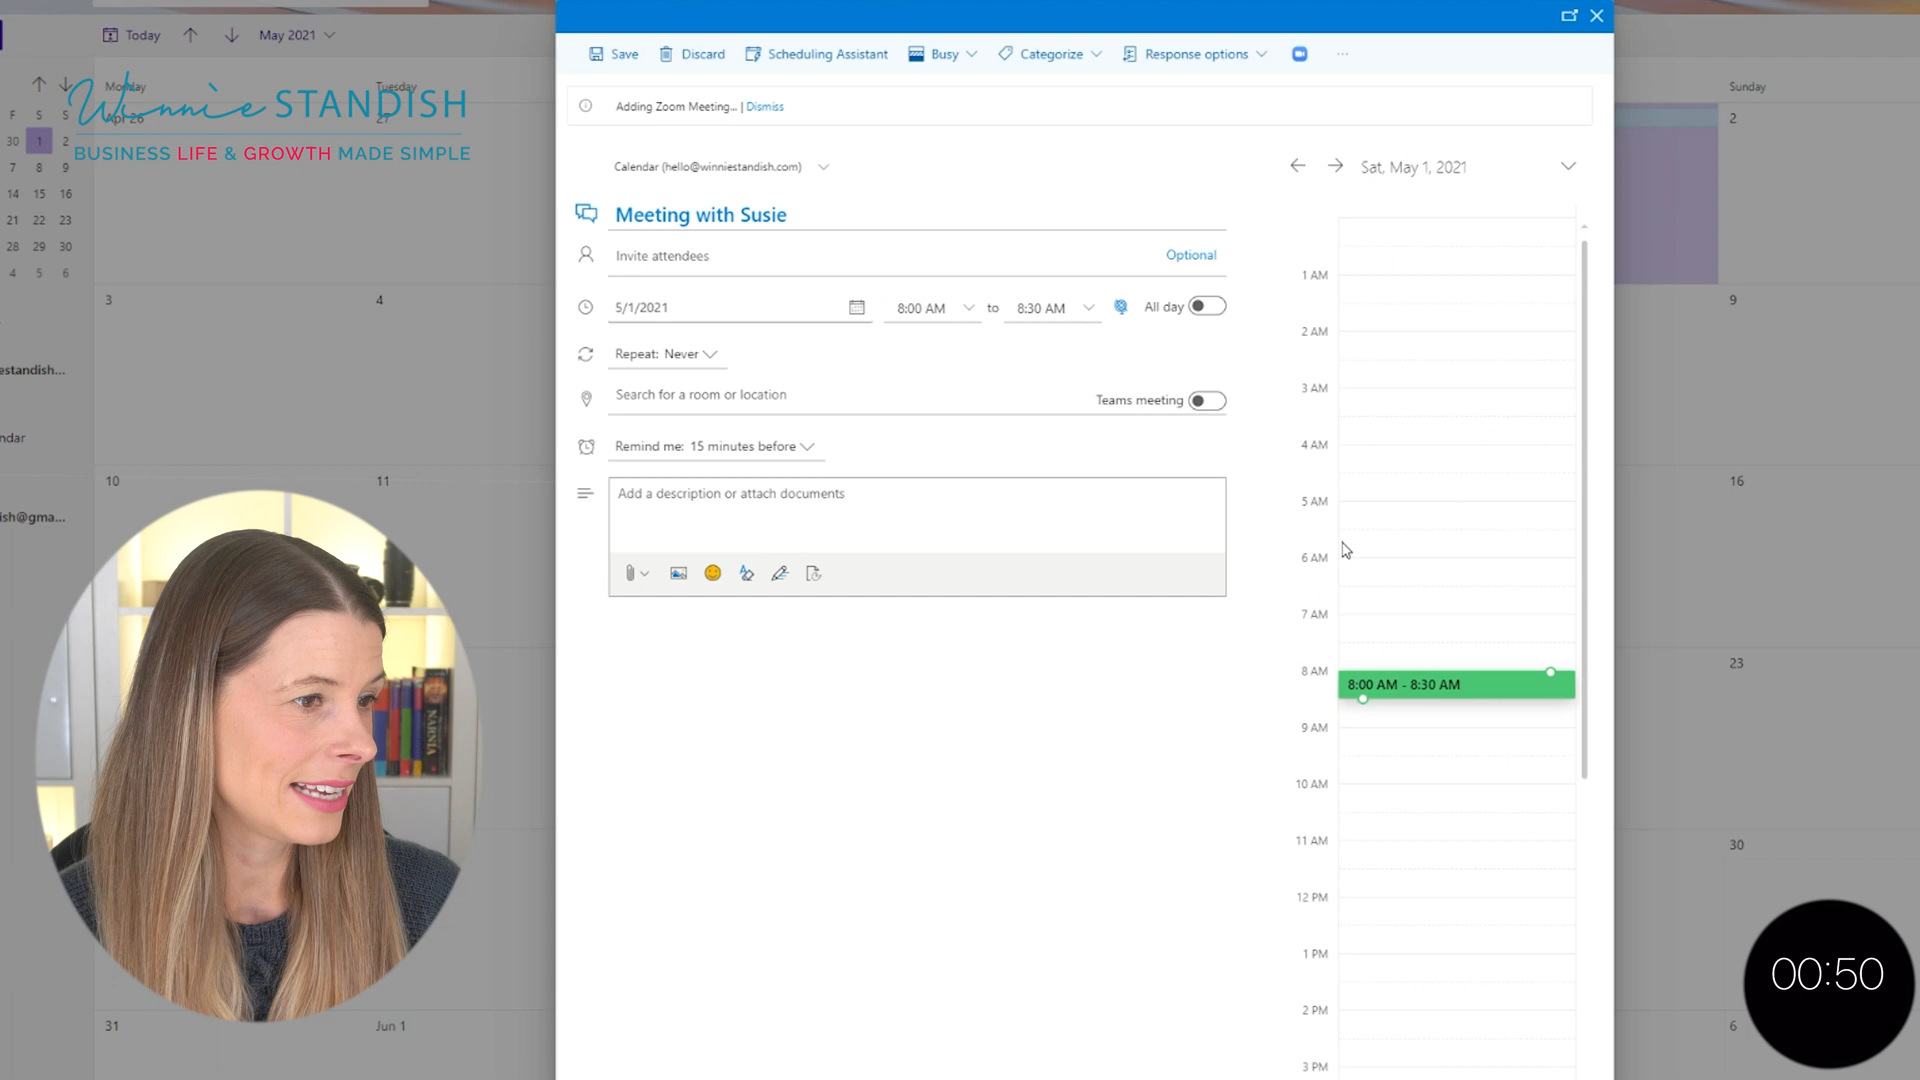 Today
May 2021
Save
Discard
Scheduling Assistant
Busy
Categorize
Response options
Adding Zoom Meeting... | Dismiss
Monday
Tuesday
Sunday
Apr 26
27
2
Winnie STANDISH
BUSINESS LIFE & GROWTH MADE SIMPLE
F S S
30 1 2
7 8 9
14 15 16
21 22 23
28 29 30
4 5 6
Calendar (hello@winniestandish.com)
Sat, May 1, 2021
Meeting with Susie
Invite attendees
Optional
5/1/2021
8:00 AM
to
8:30 AM
All day
Repeat: Never
Search for a room or location
Teams meeting
Remind me: 15 minutes before
Add a description or attach documents
1 AM
2 AM
3 AM
4 AM
5 AM
6 AM
7 AM
8 AM
8:00 AM - 8:30 AM
9 AM
10 AM
11 AM
12 PM
1 PM
2 PM
3 PM
3
4
9
estandish...
ndar
10
11
16
ish@gma...
23
30
31
Jun 1
6
NARNIA
00:50